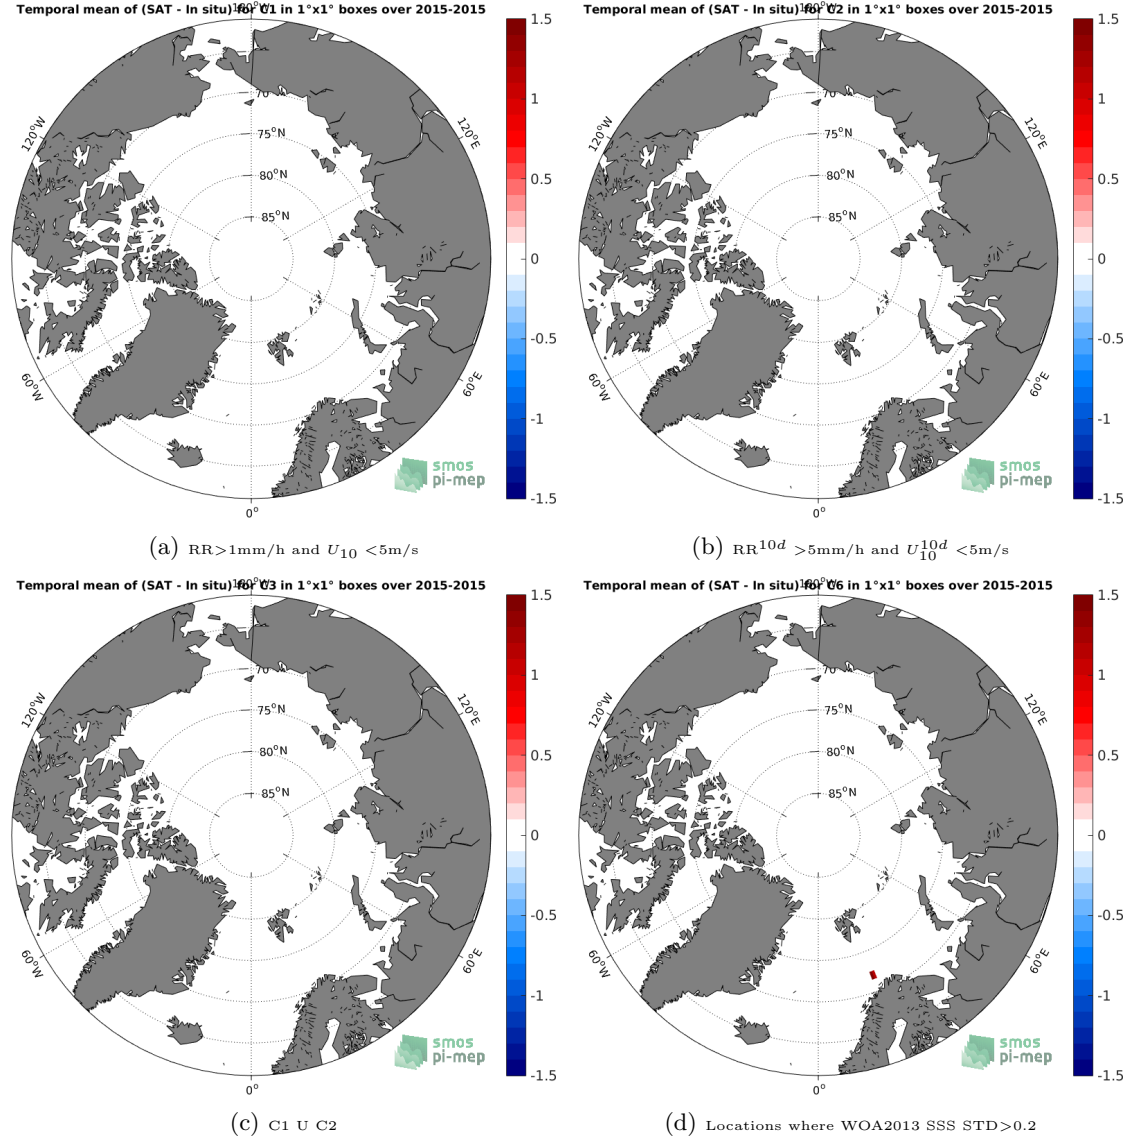 Temporal mean of (SAT - In situ) for C1 in 1°x1° boxes over 2015-2015
180°W
120°W
120°E
60°W
60°E
0°
70
75°N
80°N
85°N
1.5
1
0.5
0
-0.5
-1
-1.5
smos
pi-mep
(a) RR>1mm/h and U10 <5m/s
Temporal mean of (SAT - In situ) for C2 in 1°x1° boxes over 2015-2015
180°W
120°W
120°E
60°W
60°E
0°
70
75°N
80°N
85°N
1.5
1
0.5
0
-0.5
-1
-1.5
smos
pi-mep
(b) RR10d >5mm/h and U10 10d <5m/s
Temporal mean of (SAT - In situ) for C3 in 1°x1° boxes over 2015-2015
180°W
120°W
120°E
60°W
60°E
0°
70
75°N
80°N
85°N
1.5
1
0.5
0
-0.5
-1
-1.5
smos
pi-mep
(c) C1 U C2
Temporal mean of (SAT - In situ) for C6 in 1°x1° boxes over 2015-2015
180°W
120°W
120°E
60°W
60°E
0°
70
75°N
80°N
85°N
1.5
1
0.5
0
-0.5
-1
-1.5
smos
pi-mep
(d) Locations where WOA2013 SSS STD>0.2